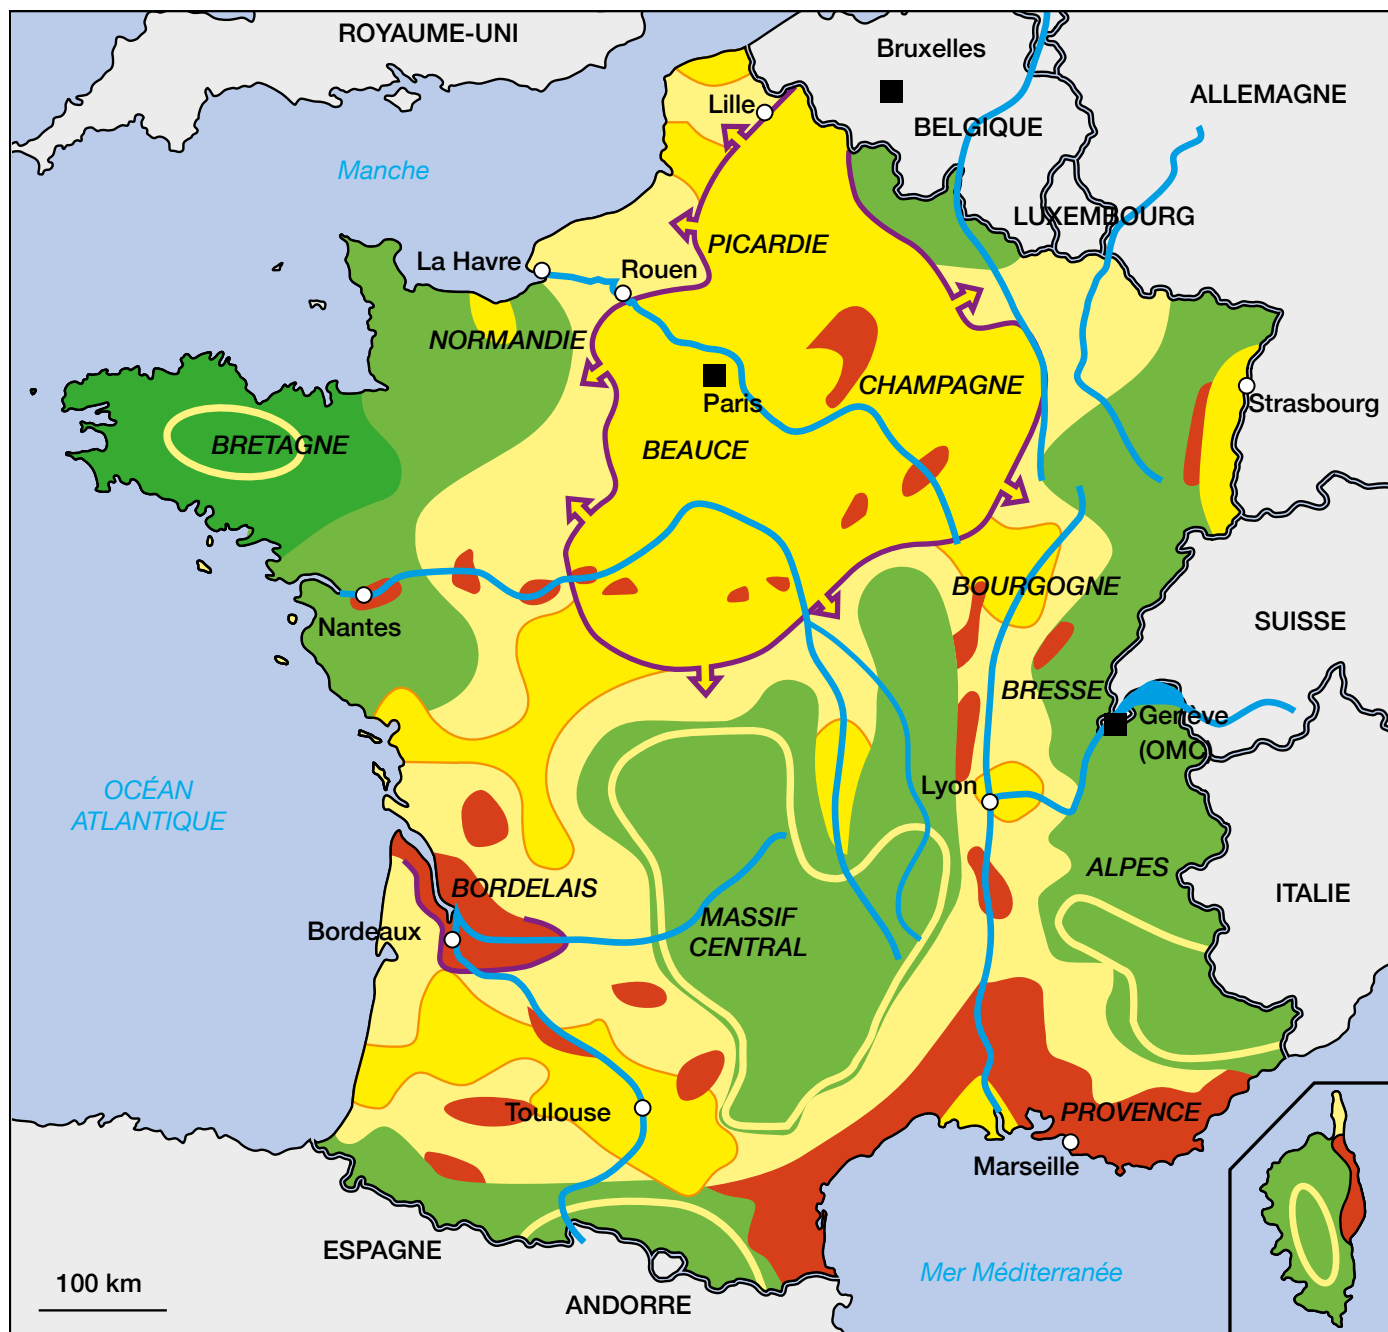 ROYAUME-UNI
Bruxelles
ALLEMAGNE
Lille
BELGIQUE
Manche
LUXEMBOURG
PICARDIE
La Havre
Rouen
NORMANDIE
CHAMPAGNE
Paris
Strasbourg
BRETAGNE
BEAUCE
BOURGOGNE
Nantes
SUISSE
BRESSE
Genève
(OMC)
OCÉAN
ATLANTIQUE
Lyon
ALPES
BORDELAIS
ITALIE
MASSIF
CENTRAL
Bordeaux
Toulouse
PROVENCE
Marseille
ESPAGNE
Mer Méditerranée
100 km
ANDORRE